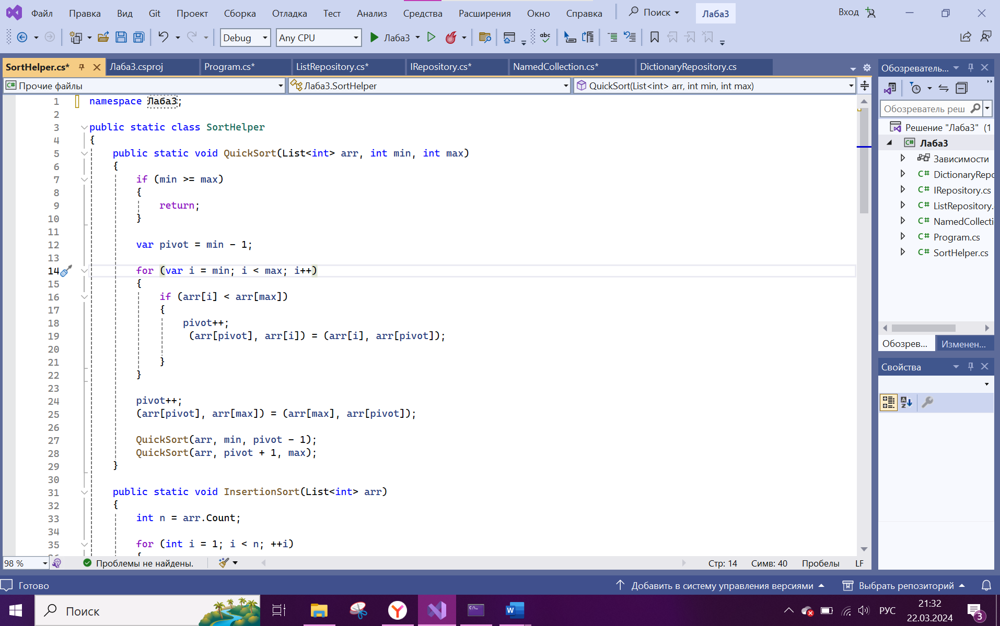 Файл Правка Вид Git Проект Сборка Отладка Тест Анализ Средства Расширения Окно Справка Поиск Лаба3 Вход
Debug Any CPU Лаба3 abc
SortHelper.cs* Лаба3.csproj Program.cs* ListRepository.cs* IRepository.cs* NamedCollection.cs* DictionaryRepository.cs
C# Прочие файлы Лаба3.SortHelper QuickSort(List<int> arr, int min, int max)
1 namespace Лаба3;
2
3 public static class SortHelper
4 {
5 public static void QuickSort(List<int> arr, int min, int max)
6 {
7 if (min >= max)
8 {
9 return;
10 }
11
12 var pivot = min - 1;
13
14 for (var i = min; i < max; i++)
15 {
16 if (arr[i] < arr[max])
17 {
18 pivot++;
19 (arr[pivot], arr[i]) = (arr[i], arr[pivot]);
20
21 }
22 }
23
24 pivot++;
25 (arr[pivot], arr[max]) = (arr[max], arr[pivot]);
26
27 QuickSort(arr, min, pivot - 1);
28 QuickSort(arr, pivot + 1, max);
29 }
30
31 public static void InsertionSort(List<int> arr)
32 {
33 int n = arr.Count;
34
35 for (int i = 1; i < n; ++i)
98 % Проблемы не найдены. Стр: 14 Симв: 40 Пробелы LF
Обозреватель...
Обозреватель реш
Решение "Лаба3" (1
C# Лаба3
Зависимости
C# DictionaryRepo
C# IRepository.cs
C# ListRepository.
C# NamedCollecti
C# Program.cs
C# SortHelper.cs
Обозрев... Изменен...
Свойства
Готово Добавить в систему управления версиями Выбрать репозиторий
Поиск РУС 21:32
22.03.2024
3